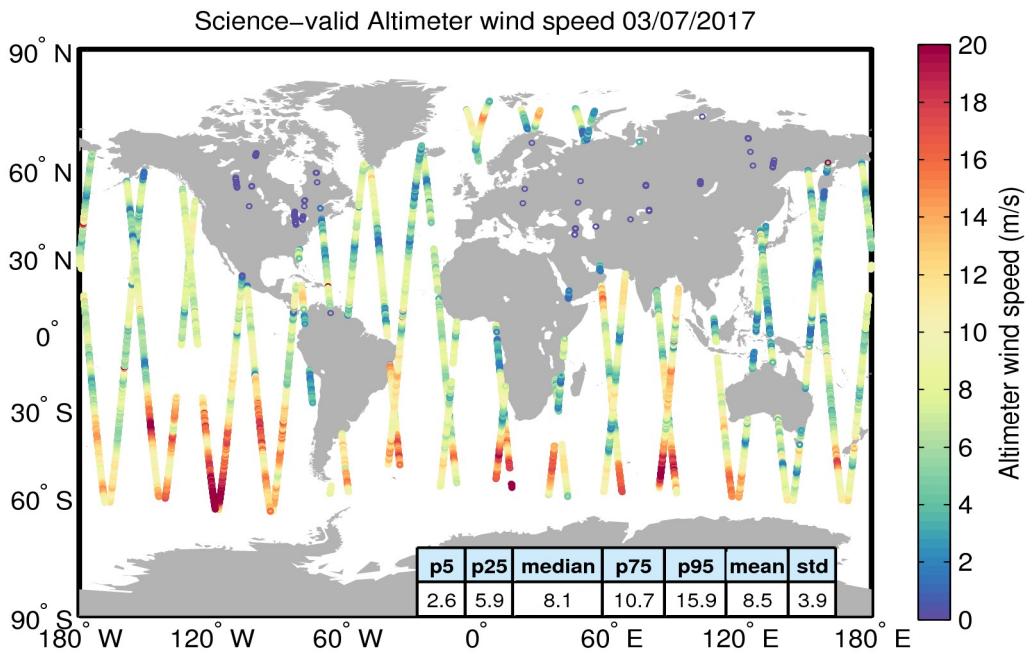 Science−valid Altimeter wind speed 03/07/2017
90° N
60° N
30° N
0°
30° S
60° S
90° S
180° W
120° W
60° W
0°
60° E
120° E
180° E
p5 p25 median p75 p95 mean std
2.6 5.9 8.1 10.7 15.9 8.5 3.9
20
18
16
14
12
10
8
6
4
2
0
Altimeter wind speed (m/s)